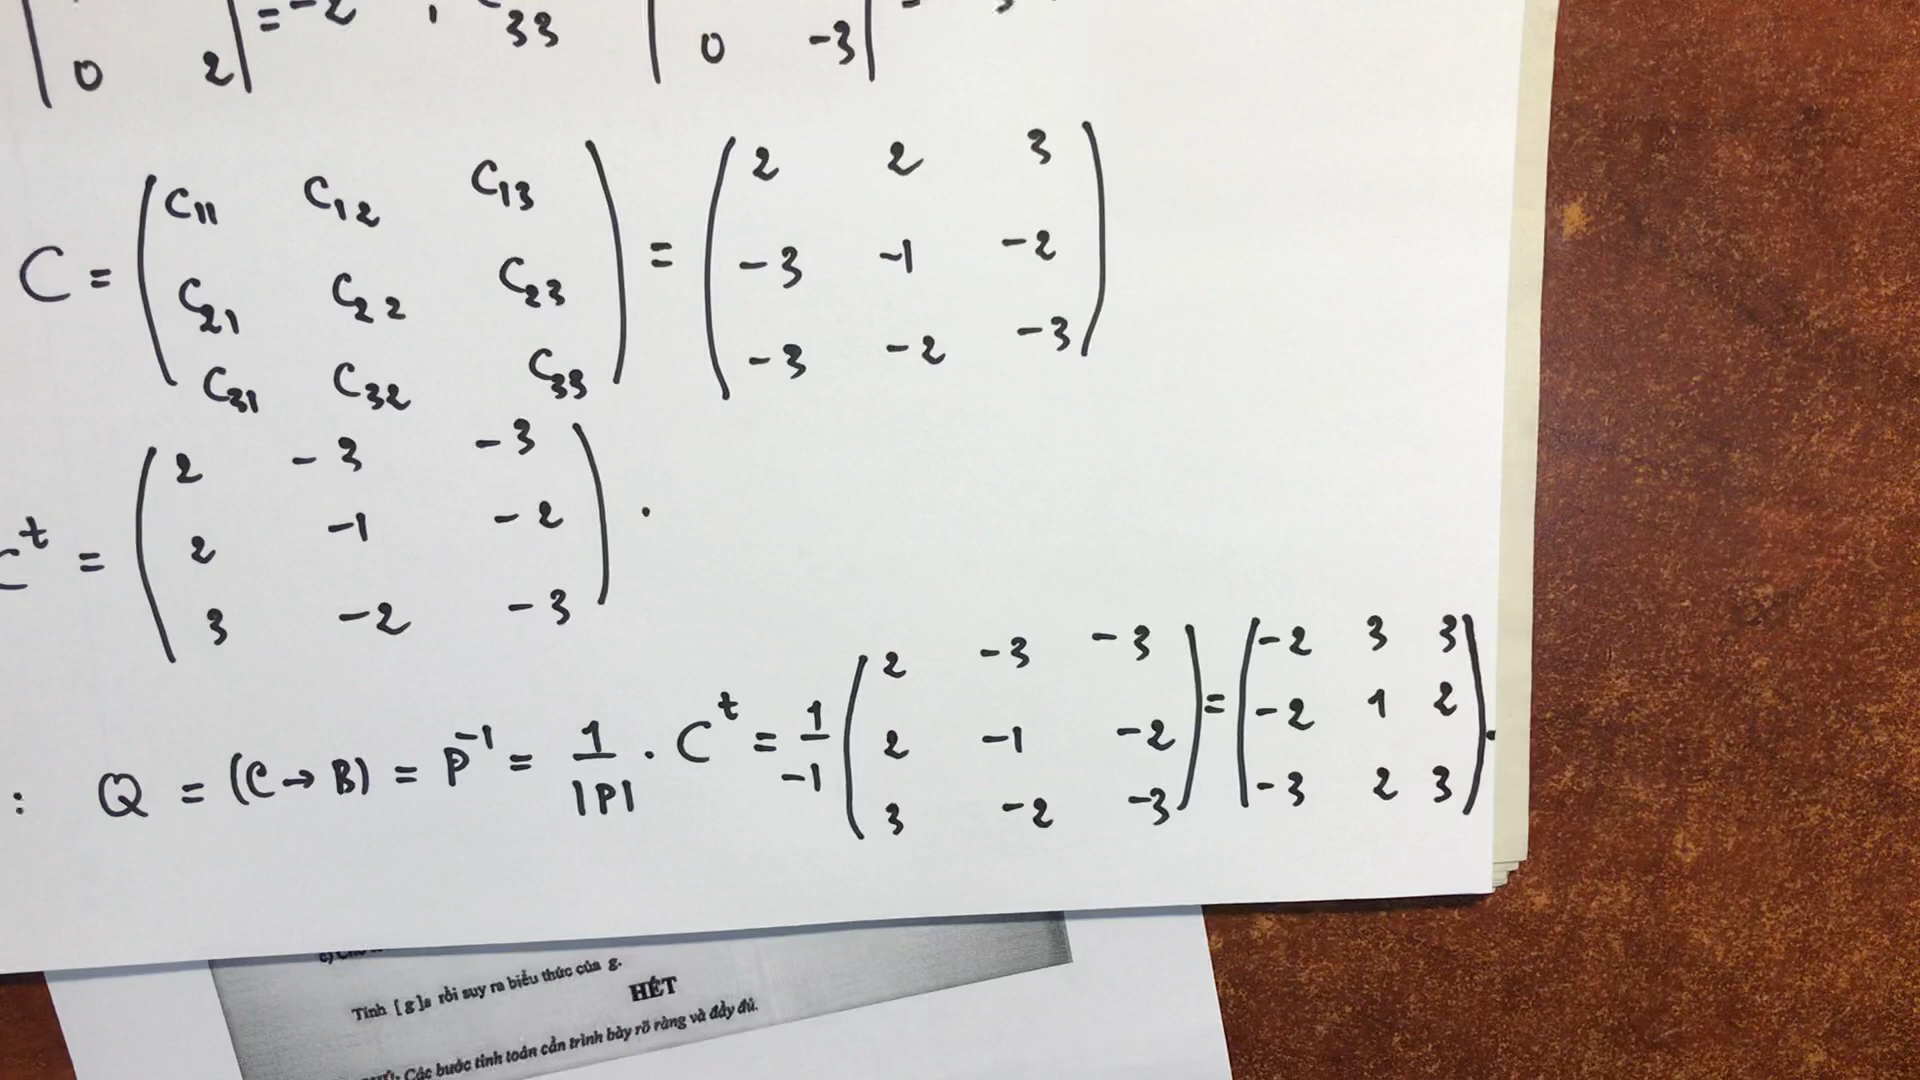 0 2 | = -2 , C33 | 0 -3 | =
C = ( C11 C12 C13 ) = ( 2 2 3 )
( C21 C22 C23 ) ( -3 -1 -2 )
( C31 C32 C33 ) ( -3 -2 -3 )
( 2 -3 -3 )
C^t = ( 2 -1 -2 ) .
( 3 -2 -3 )
: Q = (C → B) = P^-1 = 1/|P| . C^t = 1/-1 ( 2 -3 -3 ) = ( -2 3 3 )
( 2 -1 -2 ) ( -2 1 2 )
( 3 -2 -3 ) ( -3 2 3 ) .
Tính [g]a rồi suy ra biểu thức của g.
HẾT
Các bước tính toán cần trình bày rõ ràng và đầy đủ.